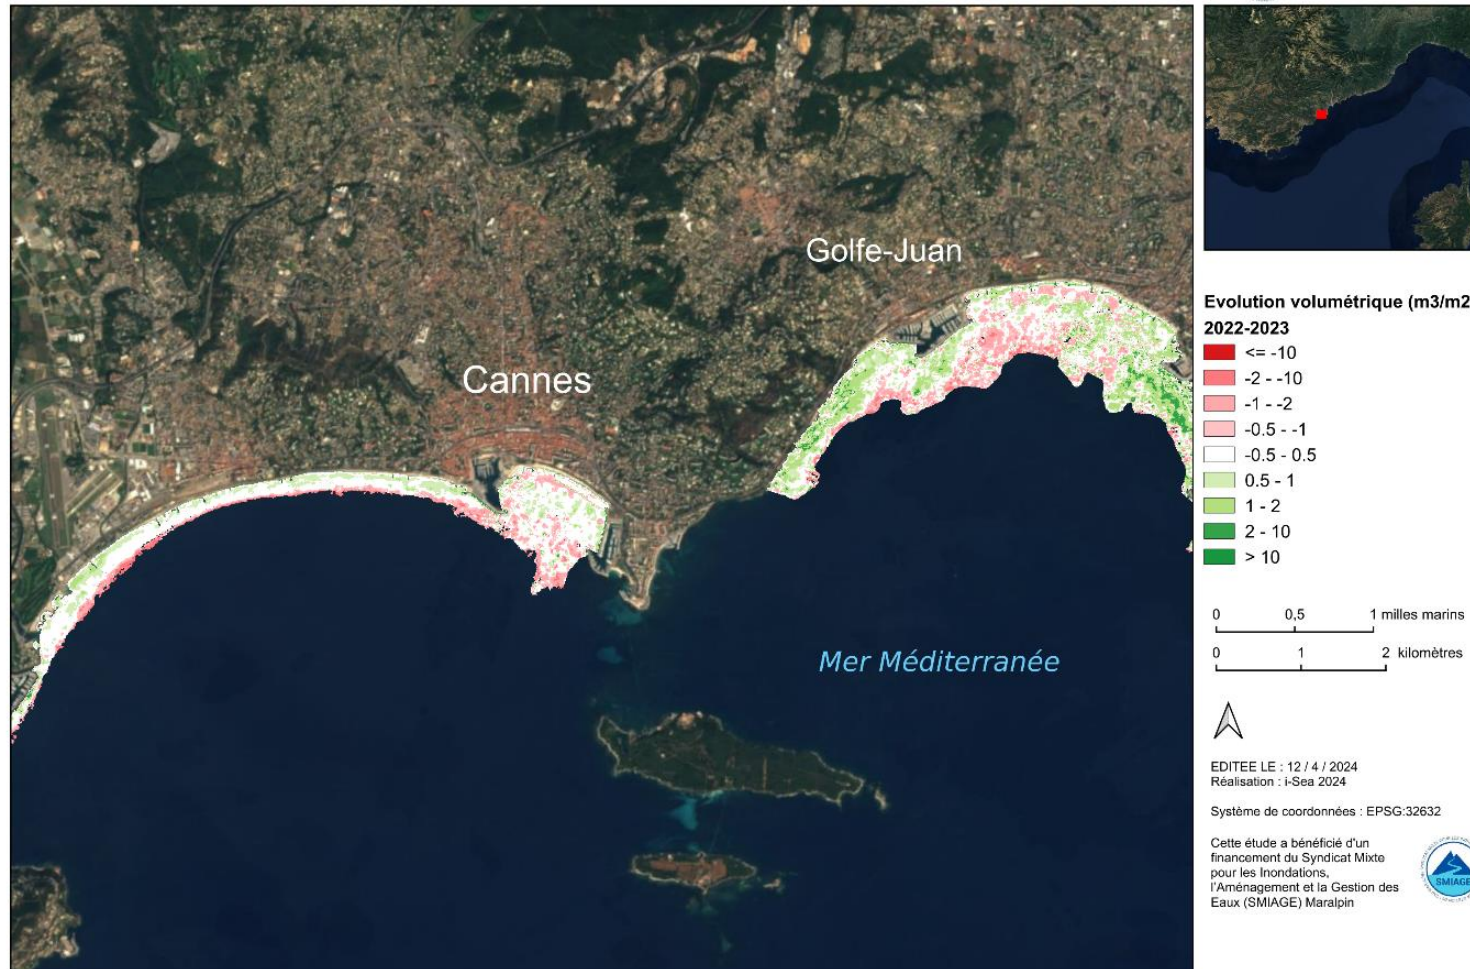 Golfe-Juan
Cannes
Mer Méditerranée
Evolution volumétrique (m3/m2
2022-2023
<= -10
-2 - -10
-1 - -2
-0.5 - -1
-0.5 - 0.5
0.5 - 1
1 - 2
2 - 10
> 10
0 0,5 1 milles marins
0 1 2 kilomètres
EDITEE LE : 12 / 4 / 2024
Réalisation : i-Sea 2024
Système de coordonnées : EPSG:32632
Cette étude a bénéficié d'un
financement du Syndicat Mixte
pour les Inondations,
l'Aménagement et la Gestion des
Eaux (SMIAGE) Maralpin
SMIAGE